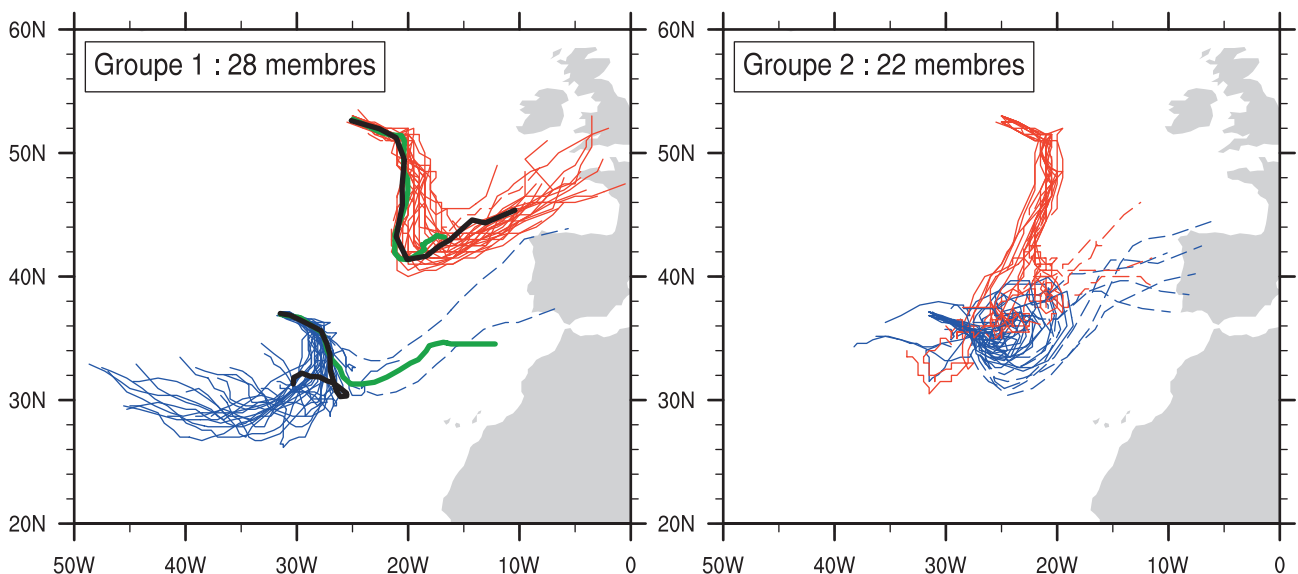 60N 60N
Groupe 1 : 28 membres Groupe 2 : 22 membres
50N 50N
40N 40N
30N 30N
20N 20N
50W 40W 30W 20W 10W 0 50W 40W 30W 20W 10W 0